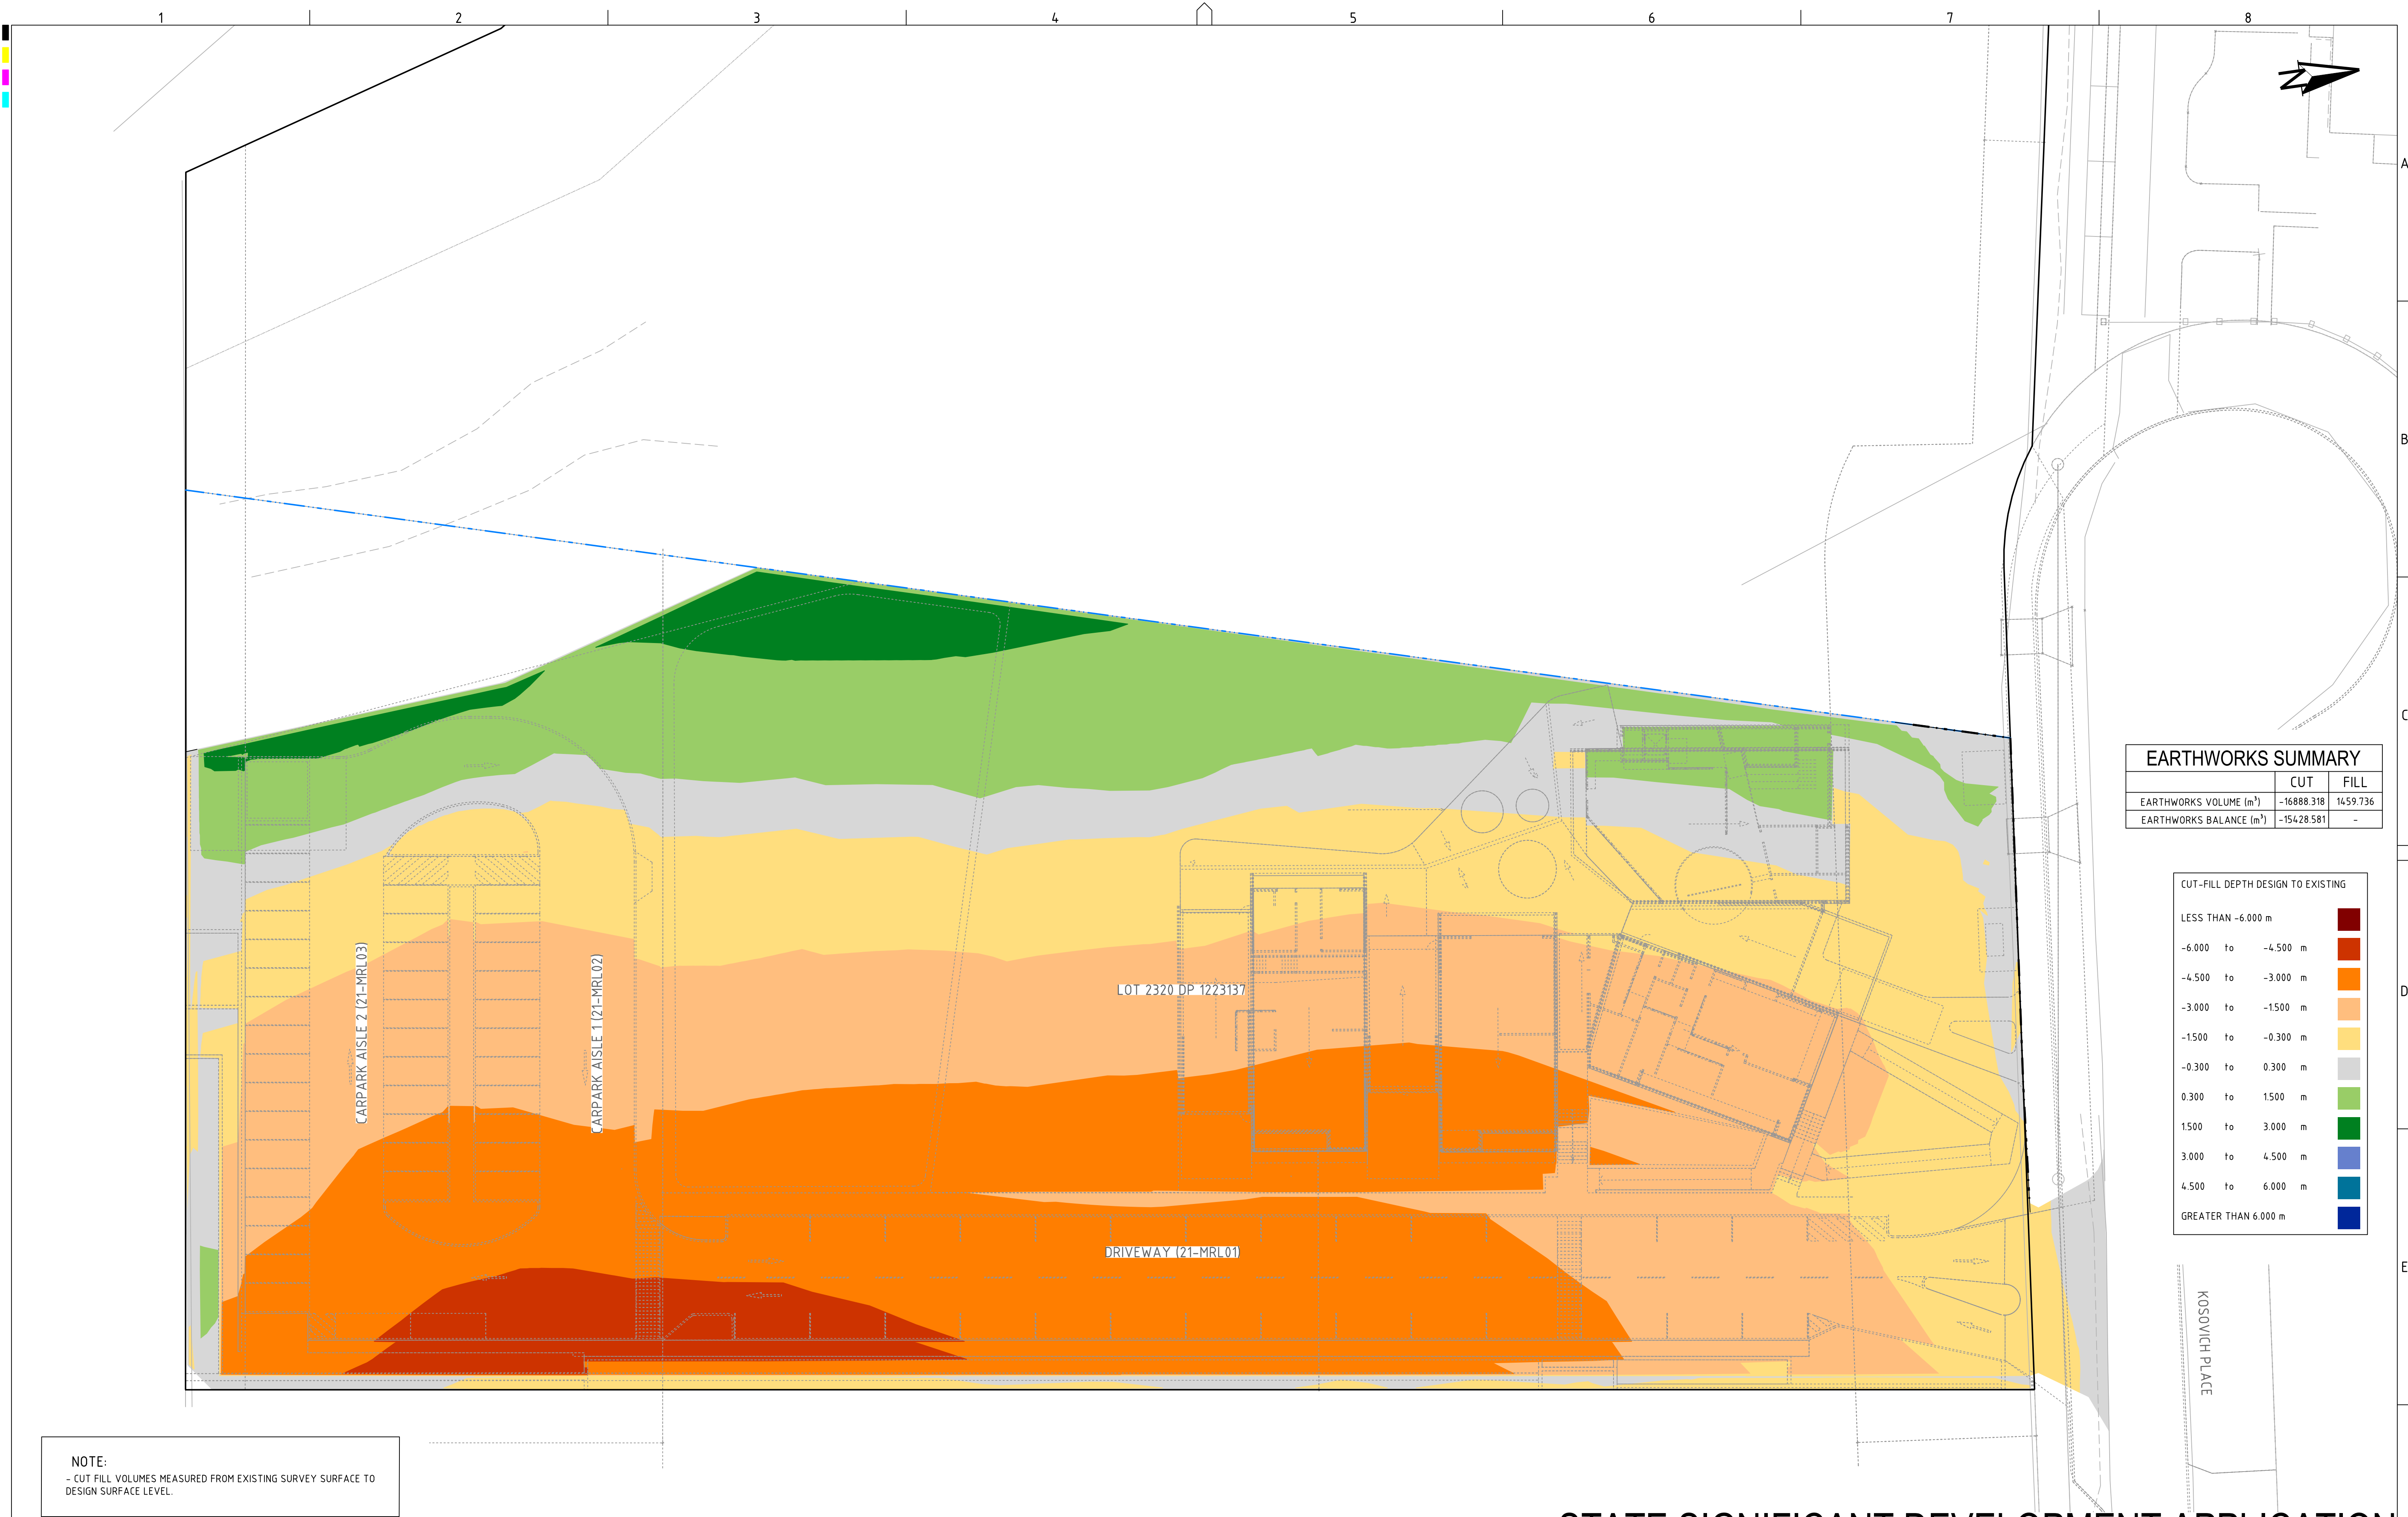 1 2 3 4 5 6 7 8
A
B
C
D
E
EARTHWORKS SUMMARY
CUT FILL
EARTHWORKS VOLUME (m³) -16888.318 1459.736
EARTHWORKS BALANCE (m³) -15428.581 -
CUT-FILL DEPTH DESIGN TO EXISTING
LESS THAN -6.000 m
-6.000 to -4.500 m
-4.500 to -3.000 m
-3.000 to -1.500 m
-1.500 to -0.300 m
-0.300 to 0.300 m
0.300 to 1.500 m
1.500 to 3.000 m
3.000 to 4.500 m
4.500 to 6.000 m
GREATER THAN 6.000 m
CARPARK AISLE 2 (21-MRL03)
CARPARK AISLE 1 (21-MRL02)
LOT 2320 DP 1223137
DRIVEWAY (21-MRL01)
KOSOVICH PLACE
NOTE:
- CUT FILL VOLUMES MEASURED FROM EXISTING SURVEY SURFACE TO
DESIGN SURFACE LEVEL.
STATE SIGNIFICANT DEVELOPMENT APPLICATION